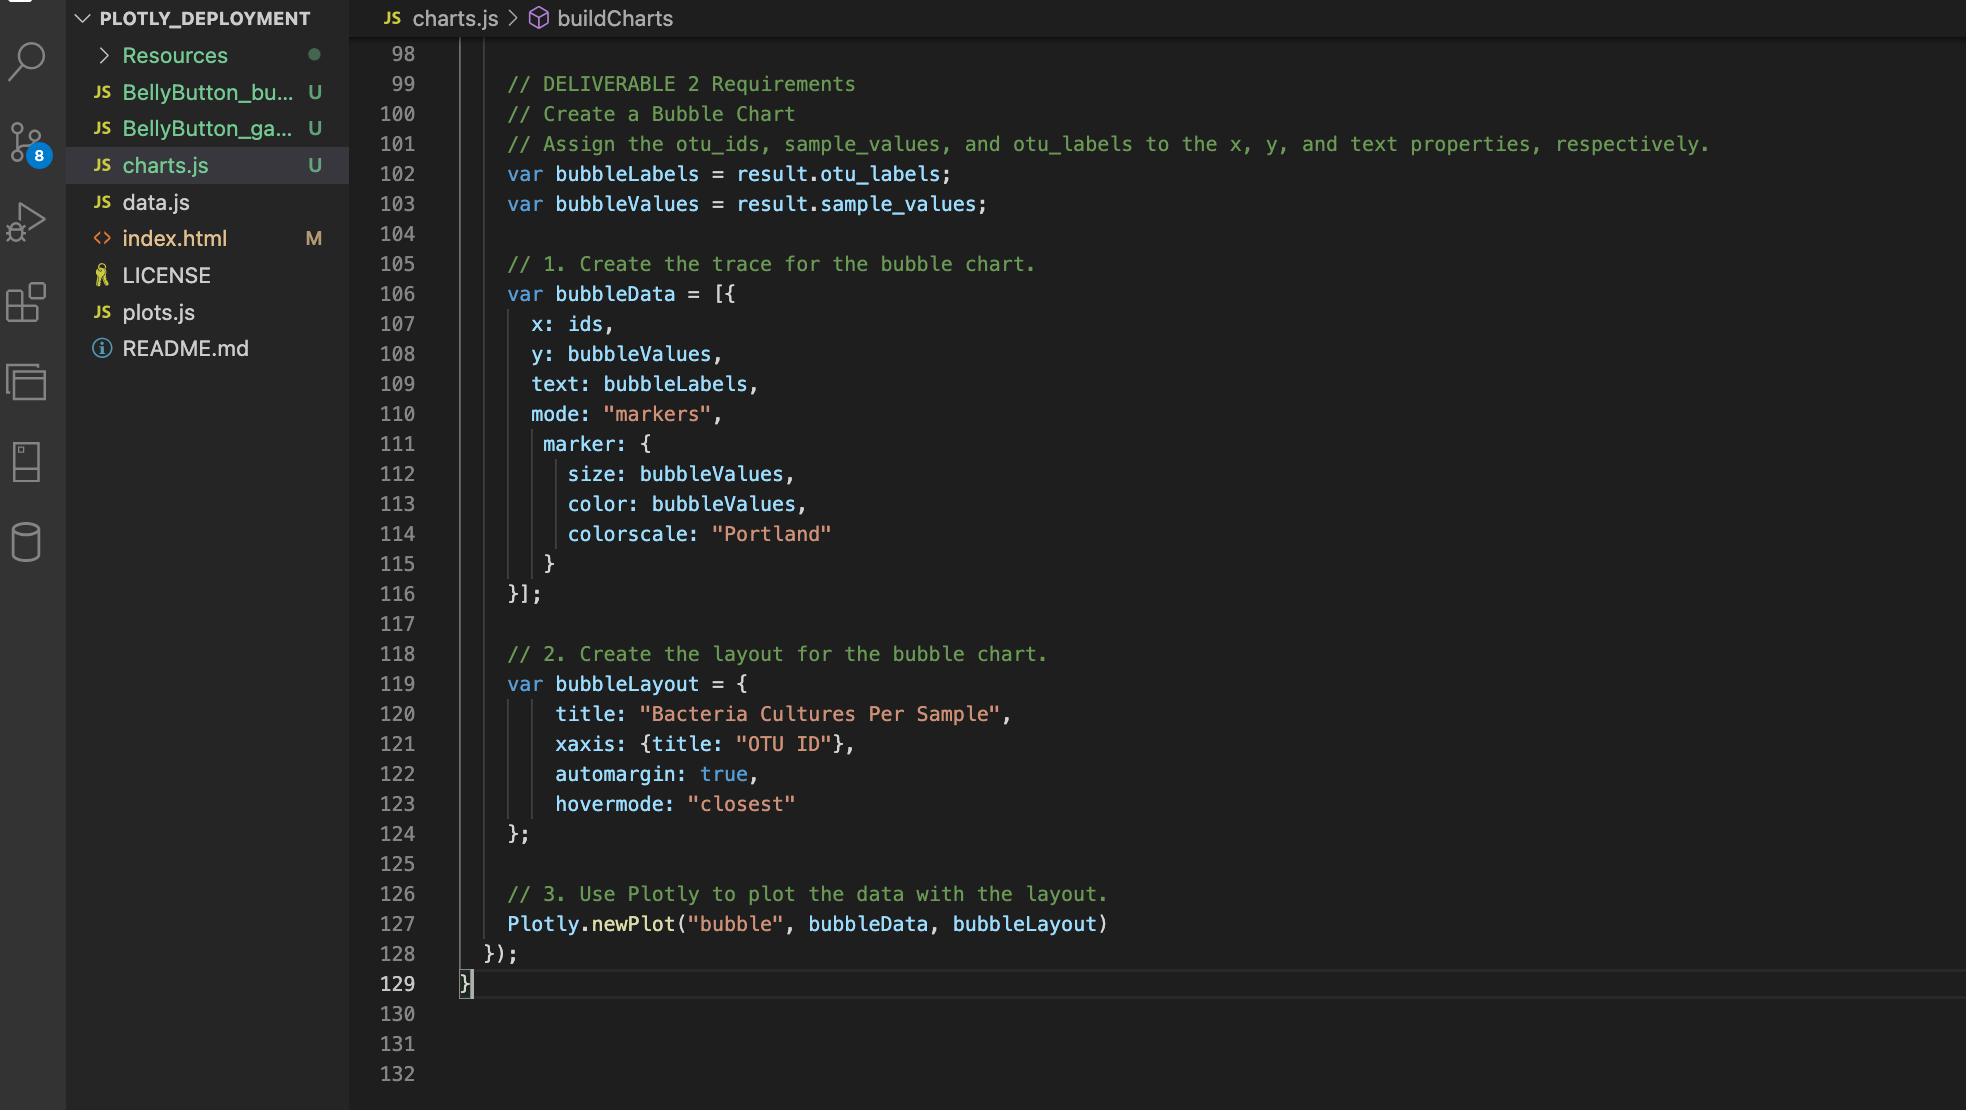 PLOTLY_DEPLOYMENT
Resources
JS BellyButton_bu... U
JS BellyButton_ga... U
JS charts.js U
JS data.js
<> index.html M
LICENSE
JS plots.js
README.md
8
JS charts.js > buildCharts
98
99 // DELIVERABLE 2 Requirements
100 // Create a Bubble Chart
101 // Assign the otu_ids, sample_values, and otu_labels to the x, y, and text properties, respectively.
102 var bubbleLabels = result.otu_labels;
103 var bubbleValues = result.sample_values;
104
105 // 1. Create the trace for the bubble chart.
106 var bubbleData = [{
107 x: ids,
108 y: bubbleValues,
109 text: bubbleLabels,
110 mode: "markers",
111 marker: {
112 size: bubbleValues,
113 color: bubbleValues,
114 colorscale: "Portland"
115 }
116 }];
117
118 // 2. Create the layout for the bubble chart.
119 var bubbleLayout = {
120 title: "Bacteria Cultures Per Sample",
121 xaxis: {title: "OTU ID"},
122 automargin: true,
123 hovermode: "closest"
124 };
125
126 // 3. Use Plotly to plot the data with the layout.
127 Plotly.newPlot("bubble", bubbleData, bubbleLayout)
128 });
129 }
130
131
132